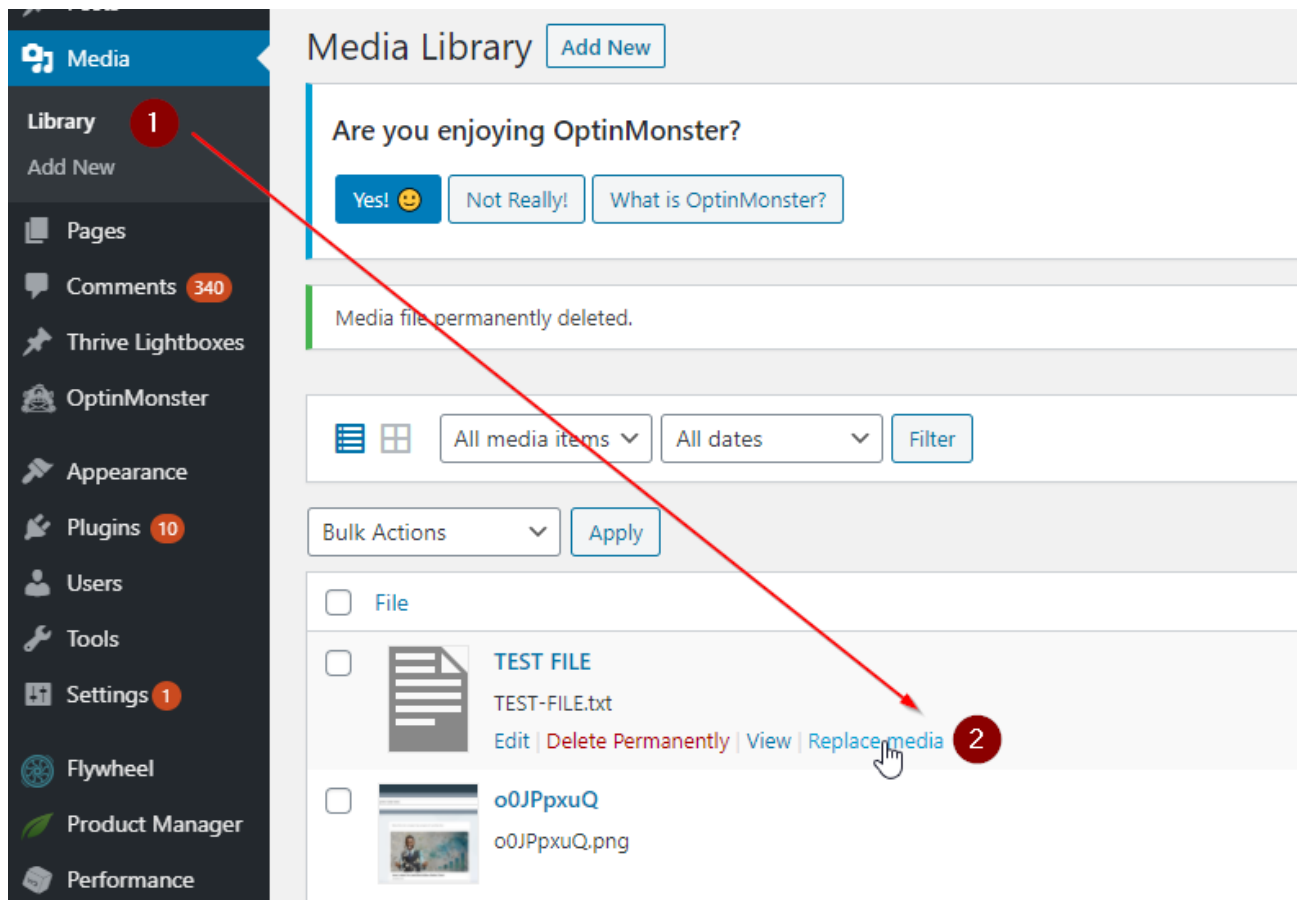 Media
Library 1
Add New
Pages
Comments 340
Thrive Lightboxes
OptinMonster
Appearance
Plugins 10
Users
Tools
Settings 1
Flywheel
Product Manager
Performance
Media Library Add New
Are you enjoying OptinMonster?
Yes! 🙂 Not Really! What is OptinMonster?
Media file permanently deleted.
All media items All dates Filter
Bulk Actions Apply
File
TEST FILE
TEST-FILE.txt
Edit | Delete Permanently | View | Replace media 2
o0JPpxuQ
o0JPpxuQ.png